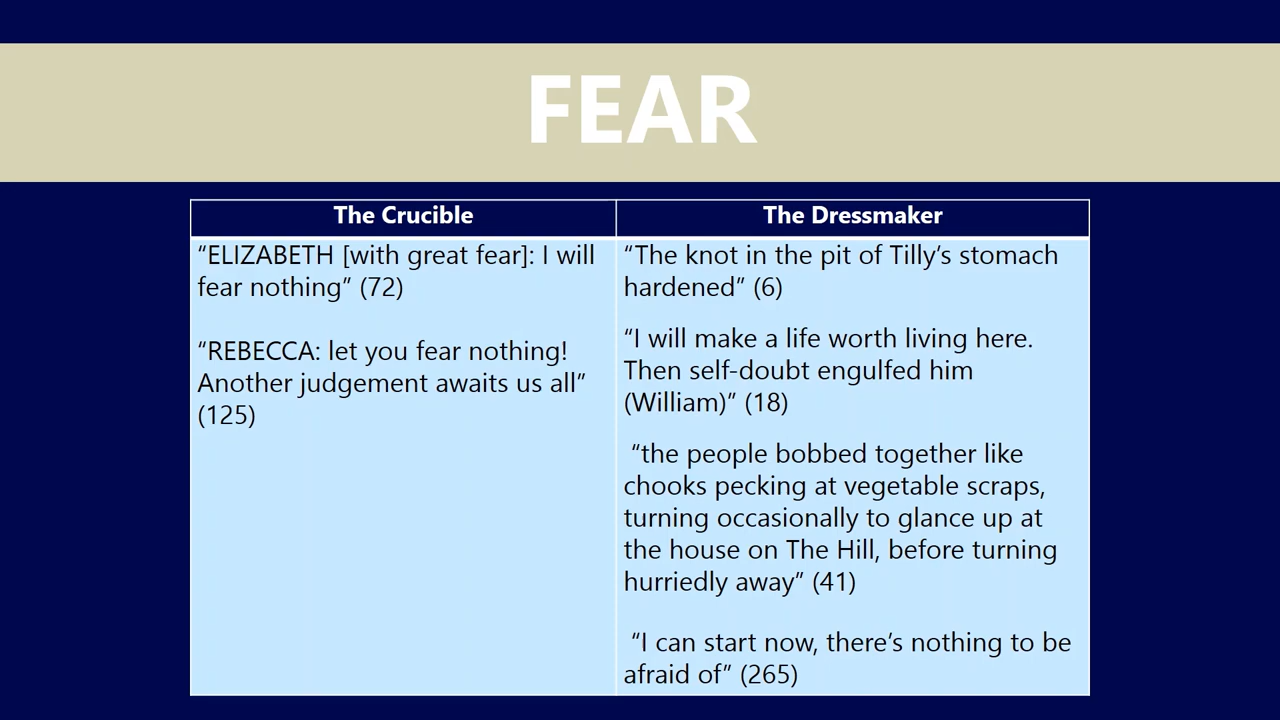 FEAR
The Crucible
“ELIZABETH [with great fear]: I will
fear nothing” (72)
“REBECCA: let you fear nothing!
Another judgement awaits us all”
(125)
The Dressmaker
“The knot in the pit of Tilly’s stomach
hardened” (6)
“I will make a life worth living here.
Then self-doubt engulfed him
(William)” (18)
“the people bobbed together like
chooks pecking at vegetable scraps,
turning occasionally to glance up at
the house on The Hill, before turning
hurriedly away” (41)
“I can start now, there’s nothing to be
afraid of” (265)